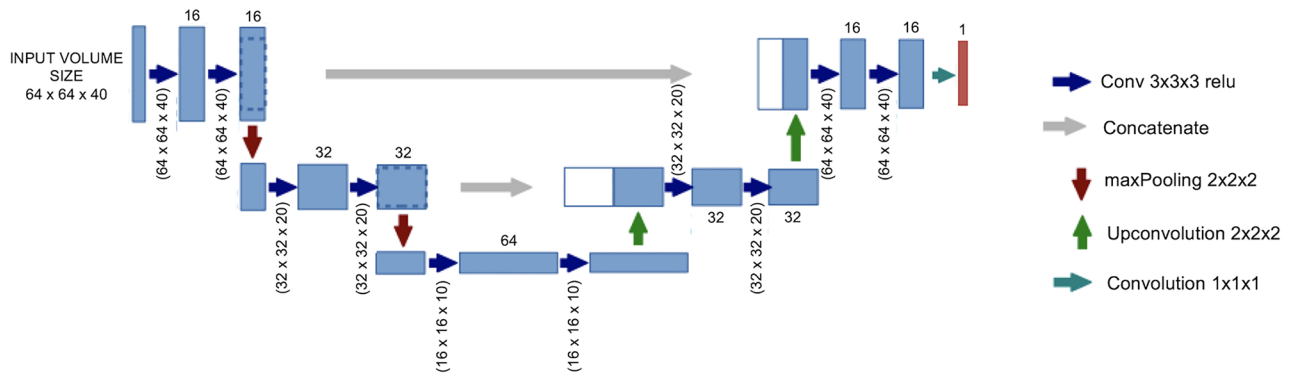 INPUT VOLUME
SIZE
64 x 64 x 40
16
16
(64 x 64 x 40)
(64 x 64 x 40)
32
32
(32 x 32 x 20)
(32 x 32 x 20)
64
(16 x 16 x 10)
(16 x 16 x 10)
(32 x 32 x 20)
32
32
(32 x 32 x 20)
16
16
1
(64 x 64 x 40)
(64 x 64 x 40)
Conv 3x3x3 relu
Concatenate
maxPooling 2x2x2
Upconvolution 2x2x2
Convolution 1x1x1